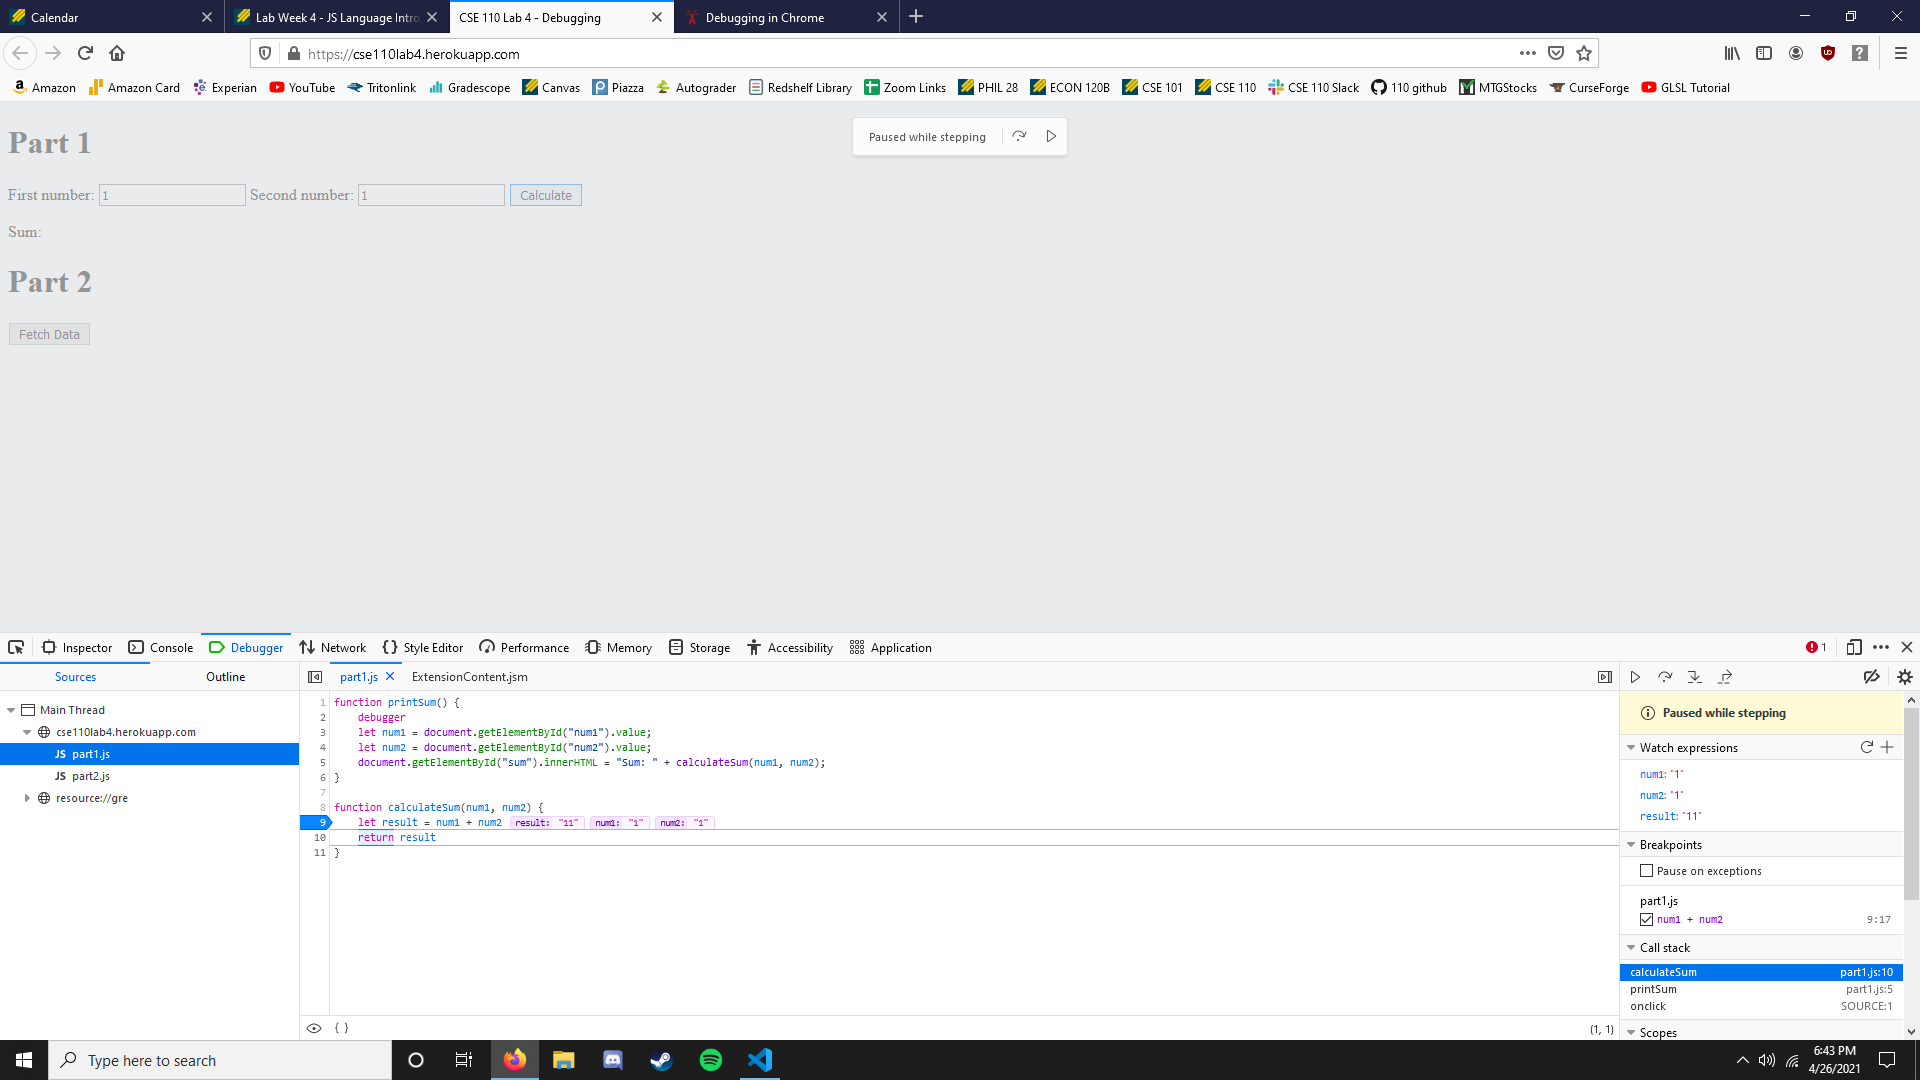 Calendar
Lab Week 4 - JS Language Intro
CSE 110 Lab 4 - Debugging
Debugging in Chrome
https://cse110lab4.herokuapp.com
Amazon
Amazon Card
Experian
YouTube
Tritonlink
Gradescope
Canvas
Piazza
Autograder
Redshelf Library
Zoom Links
PHIL 28
ECON 120B
CSE 101
CSE 110
CSE 110 Slack
110 github
MTGStocks
CurseForge
GLSL Tutorial
Paused while stepping
Part 1
First number: 1 Second number: 1 Calculate
Sum:
Part 2
Fetch Data
Inspector
Console
Debugger
Network
Style Editor
Performance
Memory
Storage
Accessibility
Application
1
Sources
Outline
Main Thread
cse110lab4.herokuapp.com
JS part1.js
JS part2.js
resource://gre
part1.js
ExtensionContent.jsm
1 function printSum() {
2 debugger
3 let num1 = document.getElementById("num1").value;
4 let num2 = document.getElementById("num2").value;
5 document.getElementById("sum").innerHTML = "Sum: " + calculateSum(num1, num2);
6 }
7
8 function calculateSum(num1, num2) {
9 let result = num1 + num2 result: "11" num1: "1" num2: "1"
10 return result
11 }
{ }
(1, 1)
Paused while stepping
Watch expressions
num1: "1"
num2: "1"
result: "11"
Breakpoints
Pause on exceptions
part1.js
num1 + num2 9:17
Call stack
calculateSum part1.js:10
printSum part1.js:5
onclick SOURCE:1
Scopes
Type here to search
6:43 PM
4/26/2021